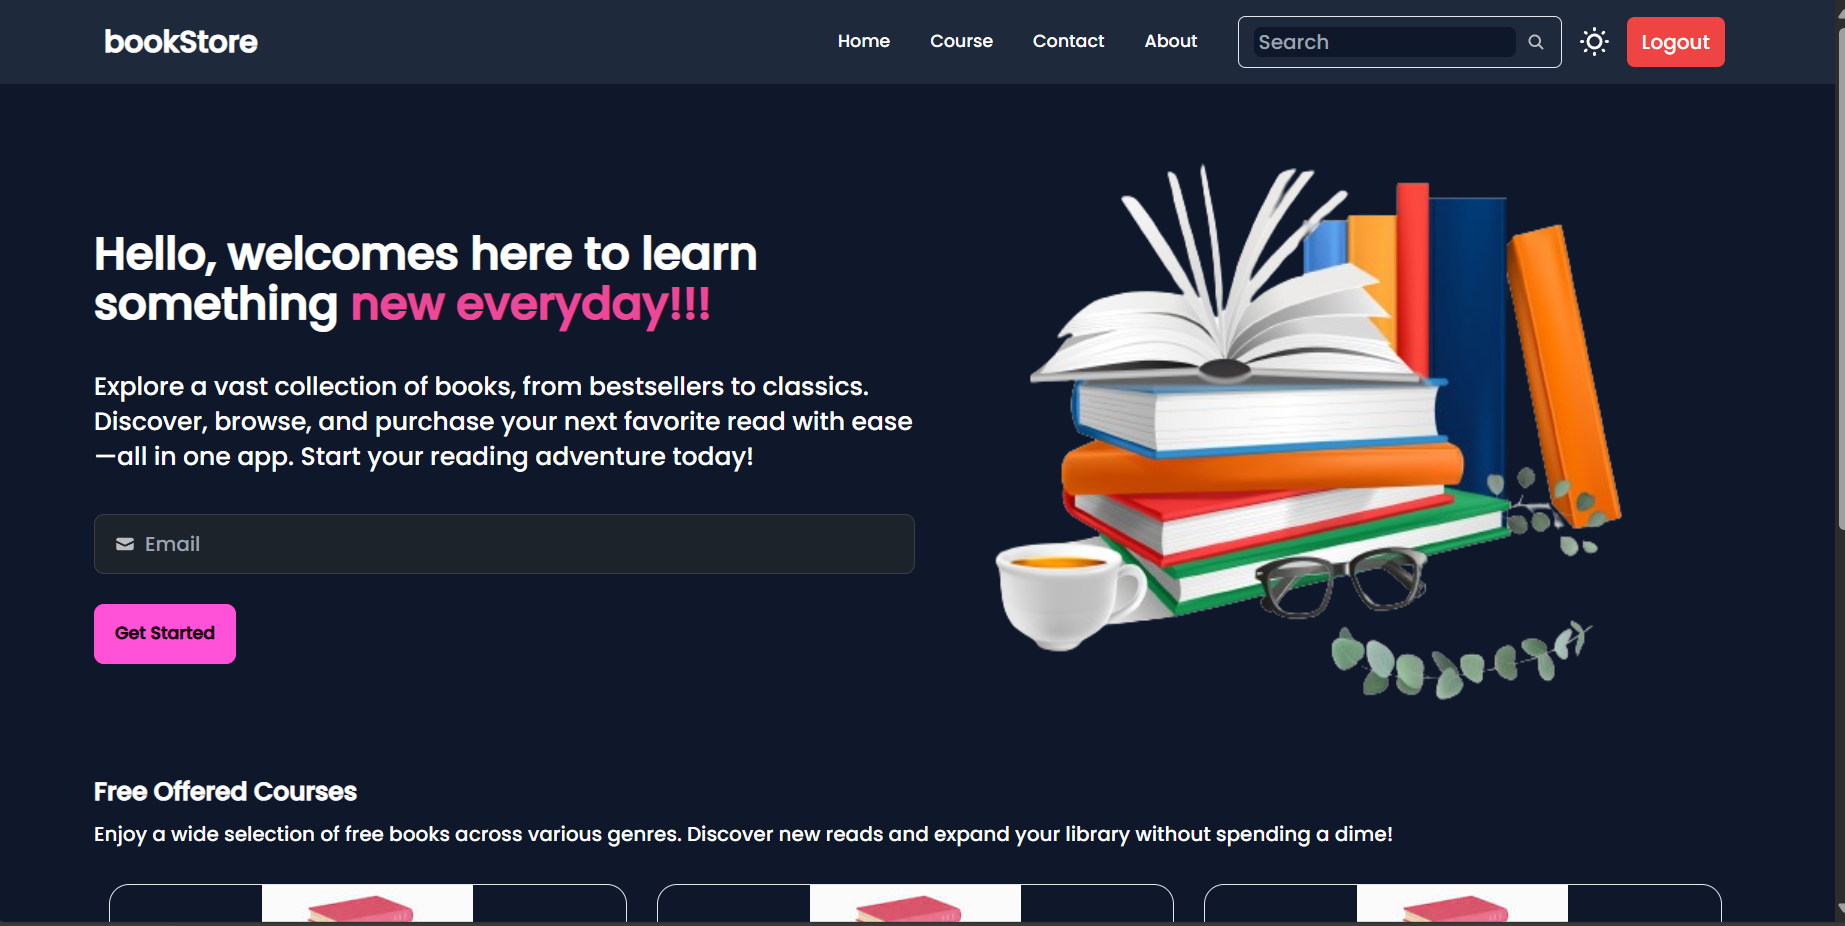 bookStore
Home
Course
Contact
About
Search
Logout
Hello, welcomes here to learn
something new everyday!!!
Explore a vast collection of books, from bestsellers to classics.
Discover, browse, and purchase your next favorite read with ease
—all in one app. Start your reading adventure today!
Email
Get Started
Free Offered Courses
Enjoy a wide selection of free books across various genres. Discover new reads and expand your library without spending a dime!